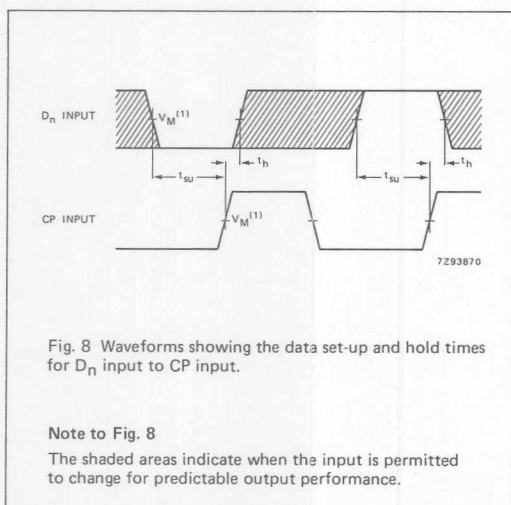 Dn INPUT
VM(1)
th
th
tsu
tsu
CP INPUT
VM(1)
7Z93870
Fig. 8 Waveforms showing the data set-up and hold times
for Dn input to CP input.
Note to Fig. 8
The shaded areas indicate when the input is permitted
to change for predictable output performance.